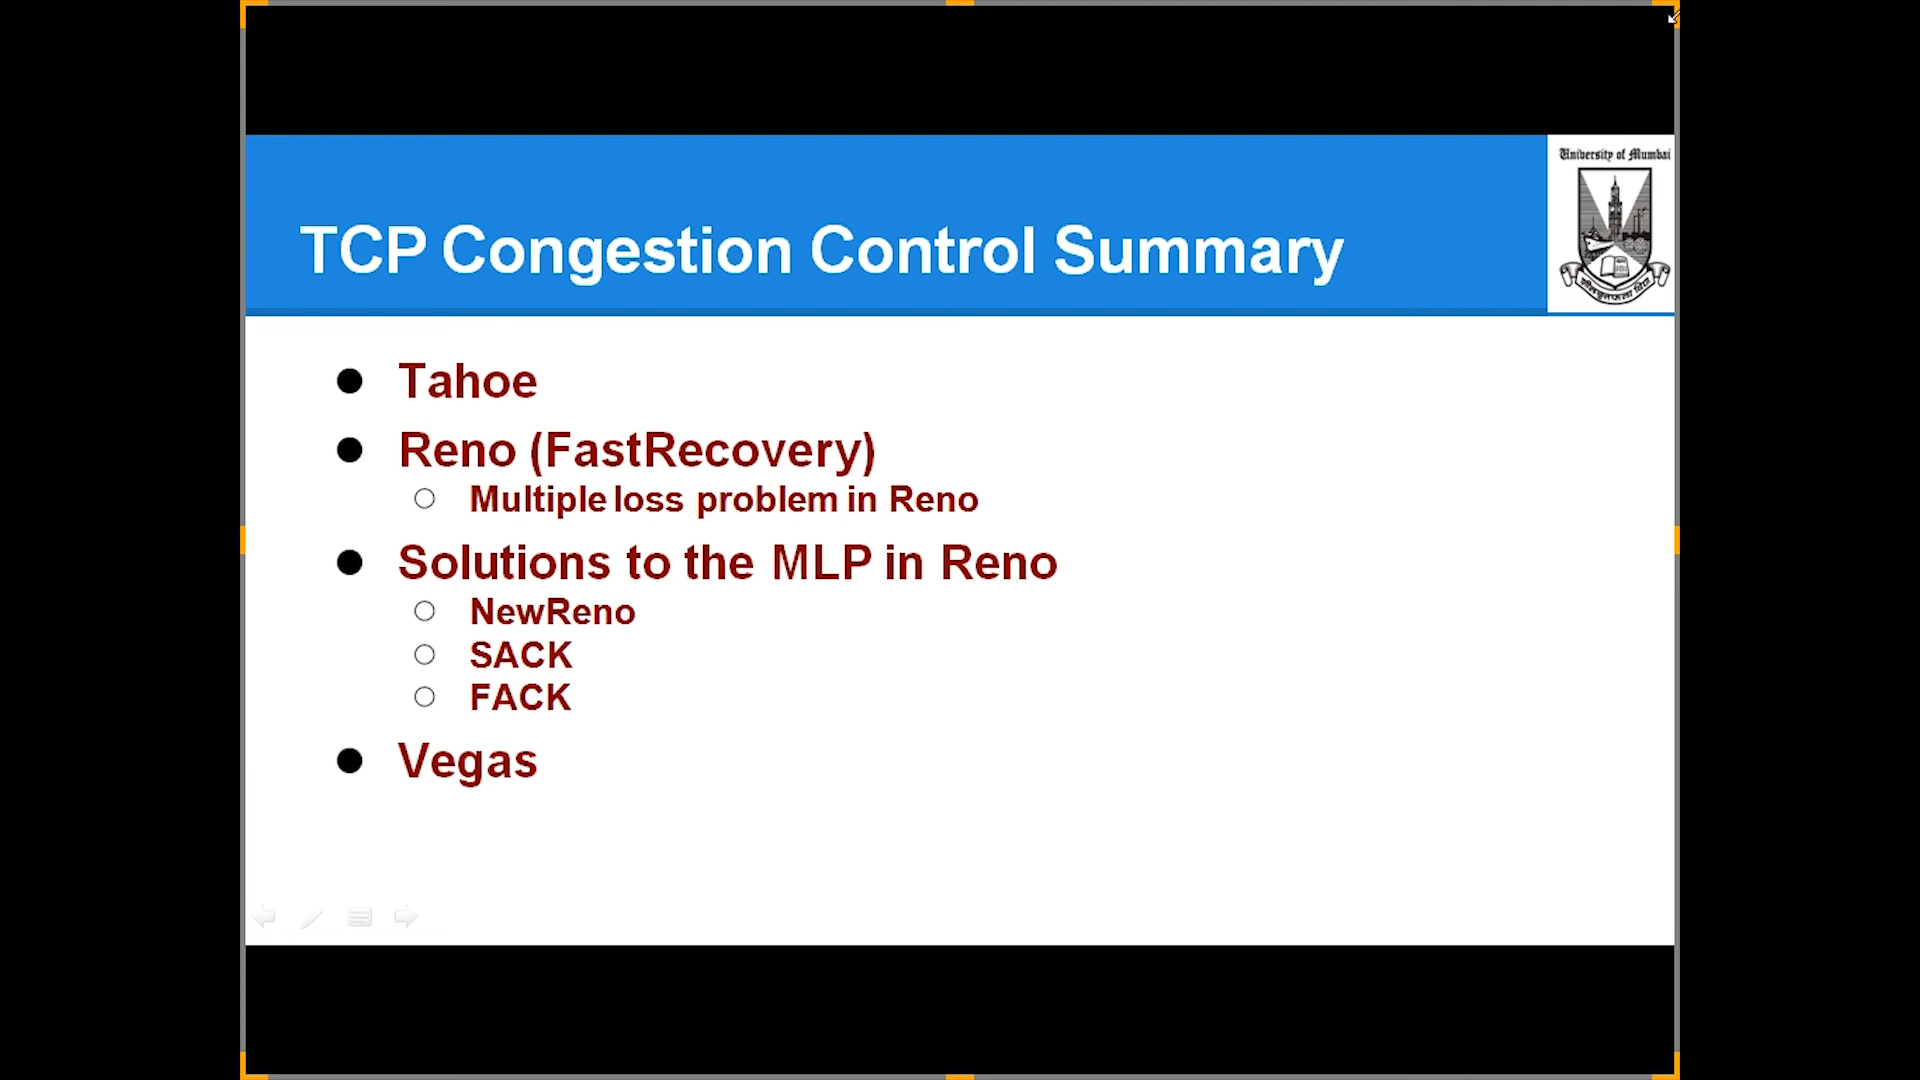 University of Mumbai
TCP Congestion Control Summary
Tahoe
Reno (FastRecovery)
Multiple loss problem in Reno
Solutions to the MLP in Reno
NewReno
SACK
FACK
Vegas